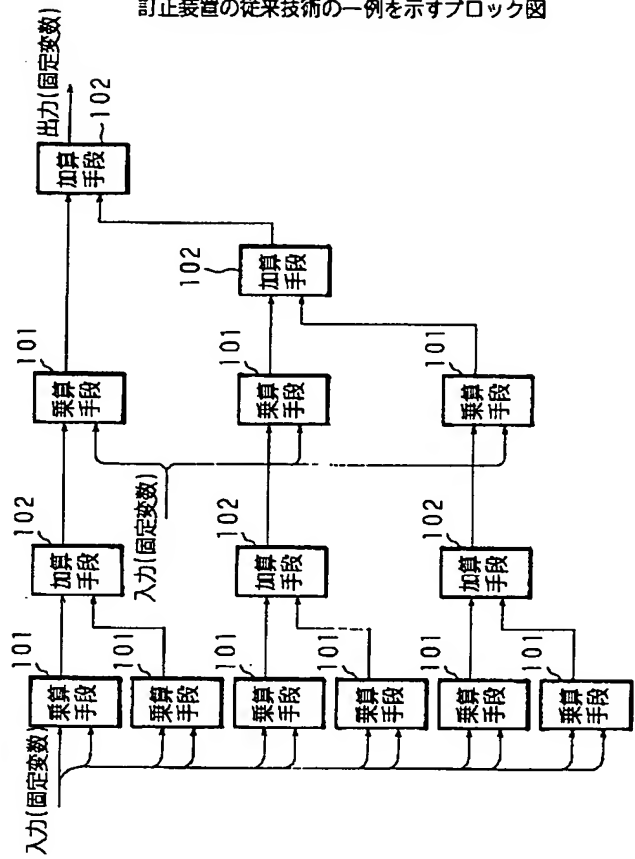 訂正装置の従来技術の一例を示すブロック図
出力(固定変数)
加算
手段
102
102
加算
手段
101
乗算
手段
101
乗算
手段
101
乗算
手段
入力(固定変数)
102
加算
手段
102
加算
手段
102
加算
手段
101
乗算
手段
101
乗算
手段
101
乗算
手段
101
乗算
手段
101
乗算
手段
101
乗算
手段
入力(固定変数)